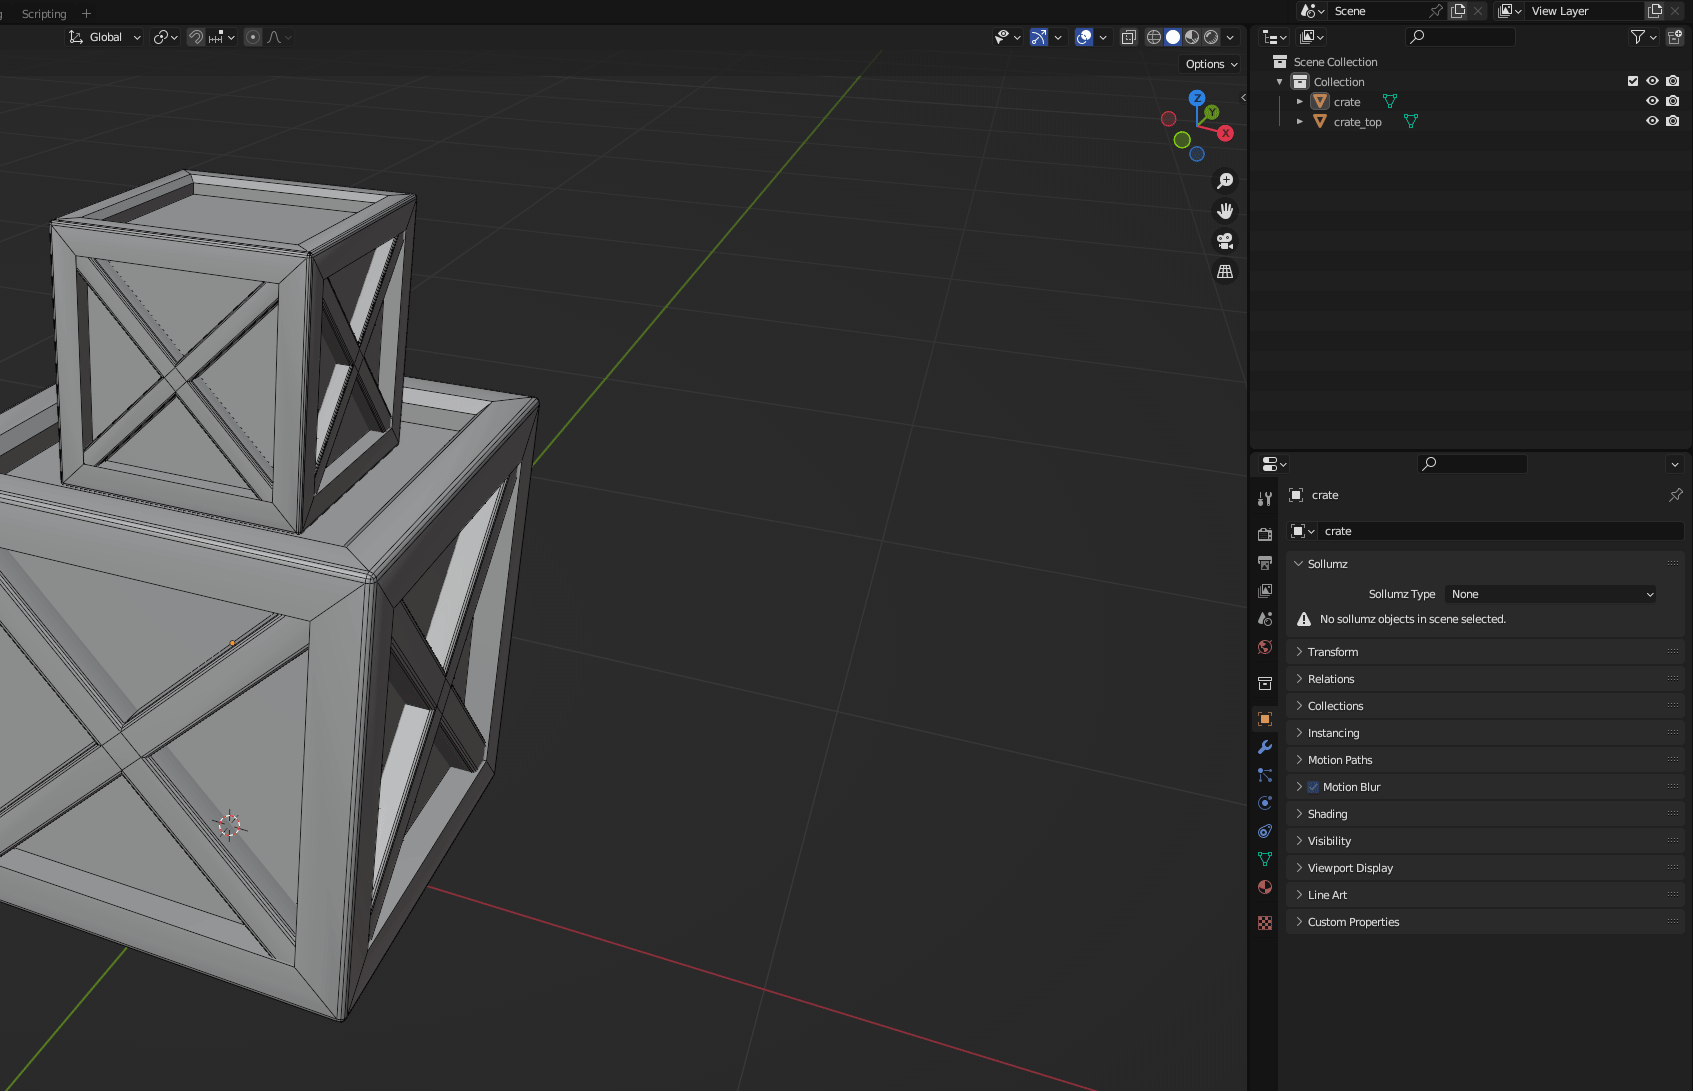 Scripting +
Scene
View Layer
Global
Options
Z
Y
X
Scene Collection
Collection
crate
crate_top
crate
crate
Sollumz
Sollumz Type None
No sollumz objects in scene selected.
Transform
Relations
Collections
Instancing
Motion Paths
Motion Blur
Shading
Visibility
Viewport Display
Line Art
Custom Properties